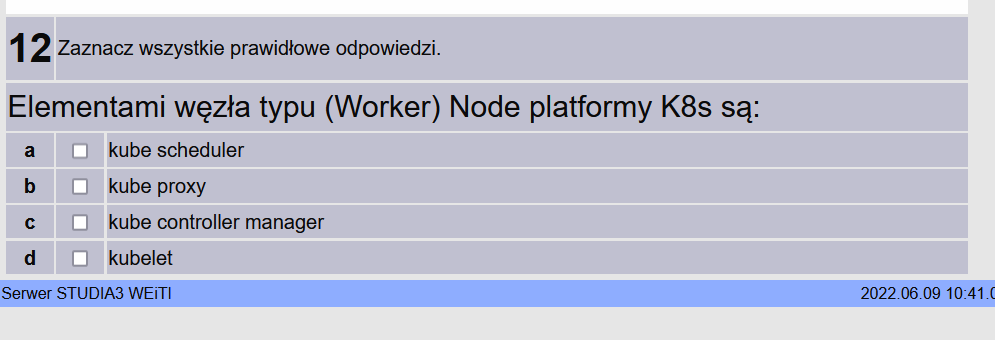 12 Zaznacz wszystkie prawidłowe odpowiedzi.
Elementami węzła typu (Worker) Node platformy K8s są:
a kube scheduler
b kube proxy
c kube controller manager
d kubelet
Serwer STUDIA3 WEiTI 2022.06.09 10:41.0